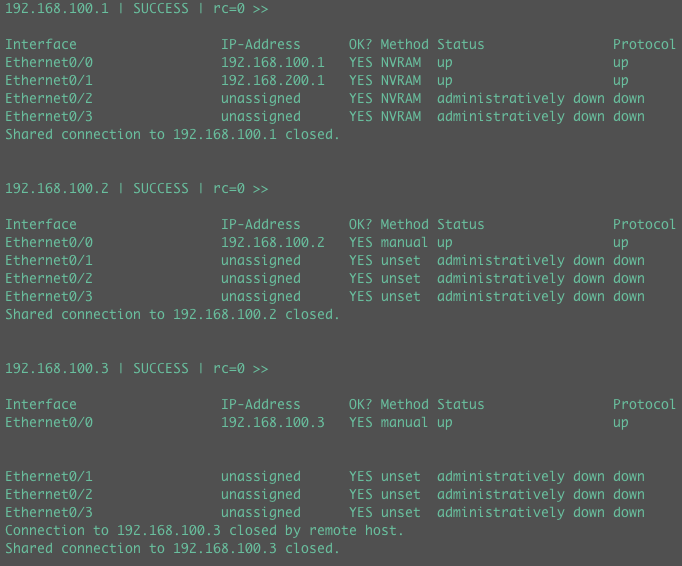 192.168.100.1 | SUCCESS | rc=0 >>
Interface                  IP-Address      OK? Method Status                Protocol
Ethernet0/0                192.168.100.1   YES NVRAM  up                    up
Ethernet0/1                192.168.200.1   YES NVRAM  up                    up
Ethernet0/2                unassigned      YES NVRAM  administratively down down
Ethernet0/3                unassigned      YES NVRAM  administratively down down
Shared connection to 192.168.100.1 closed.
192.168.100.2 | SUCCESS | rc=0 >>
Interface                  IP-Address      OK? Method Status                Protocol
Ethernet0/0                192.168.100.2   YES manual up                    up
Ethernet0/1                unassigned      YES unset  administratively down down
Ethernet0/2                unassigned      YES unset  administratively down down
Ethernet0/3                unassigned      YES unset  administratively down down
Shared connection to 192.168.100.2 closed.
192.168.100.3 | SUCCESS | rc=0 >>
Interface                  IP-Address      OK? Method Status                Protocol
Ethernet0/0                192.168.100.3   YES manual up                    up
Ethernet0/1                unassigned      YES unset  administratively down down
Ethernet0/2                unassigned      YES unset  administratively down down
Ethernet0/3                unassigned      YES unset  administratively down down
Connection to 192.168.100.3 closed by remote host.
Shared connection to 192.168.100.3 closed.